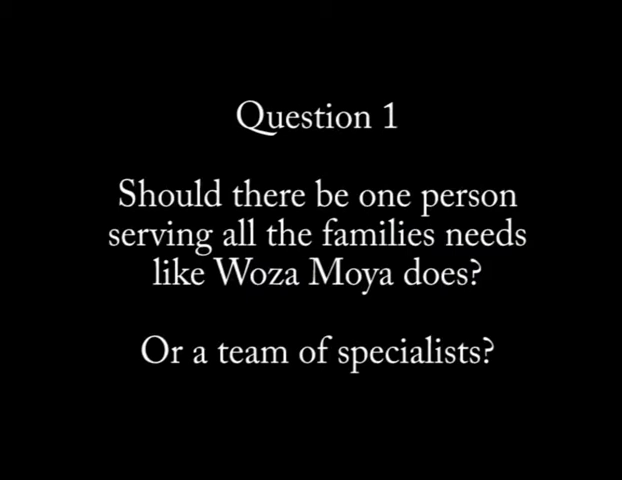 Question 1
Should there be one person
serving all the families needs
like Woza Moya does?
Or a team of specialists?